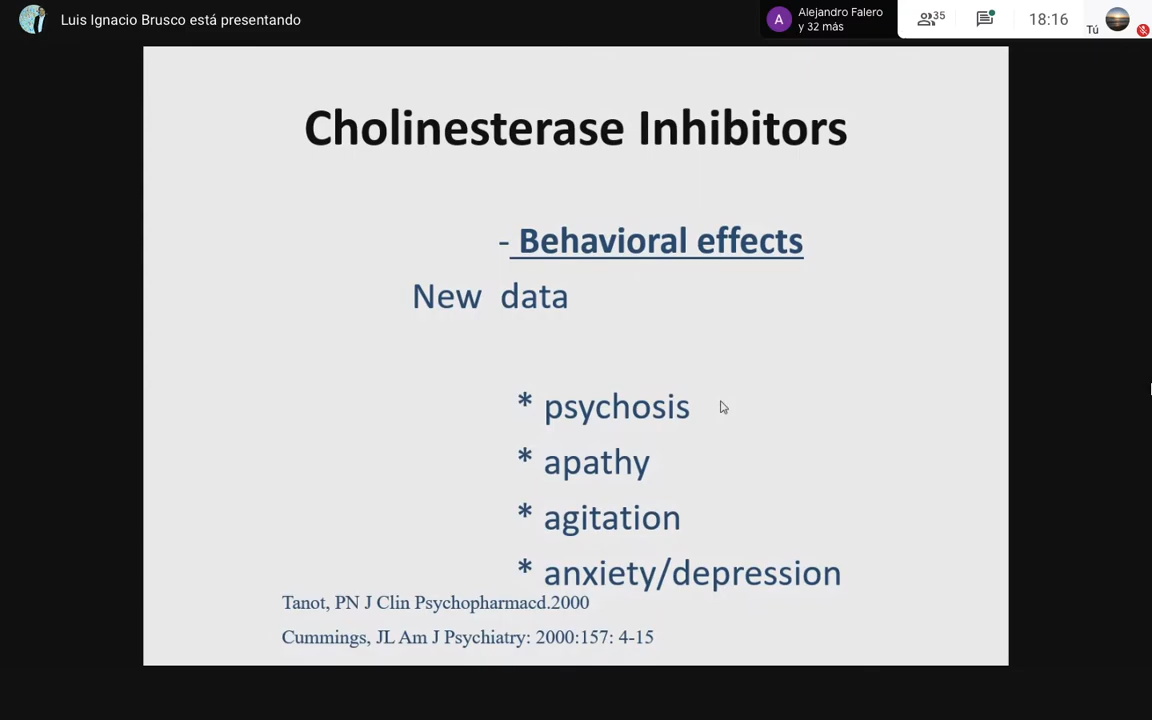 Luis Ignacio Brusco está presentando
A
Alejandro Falero
y 32 más
35
18:16
Tú
Cholinesterase Inhibitors
- Behavioral effects
New data
* psychosis
* apathy
* agitation
* anxiety/depression
Tanot, PN J Clin Psychopharmacd.2000
Cummings, JL Am J Psychiatry: 2000:157: 4-15